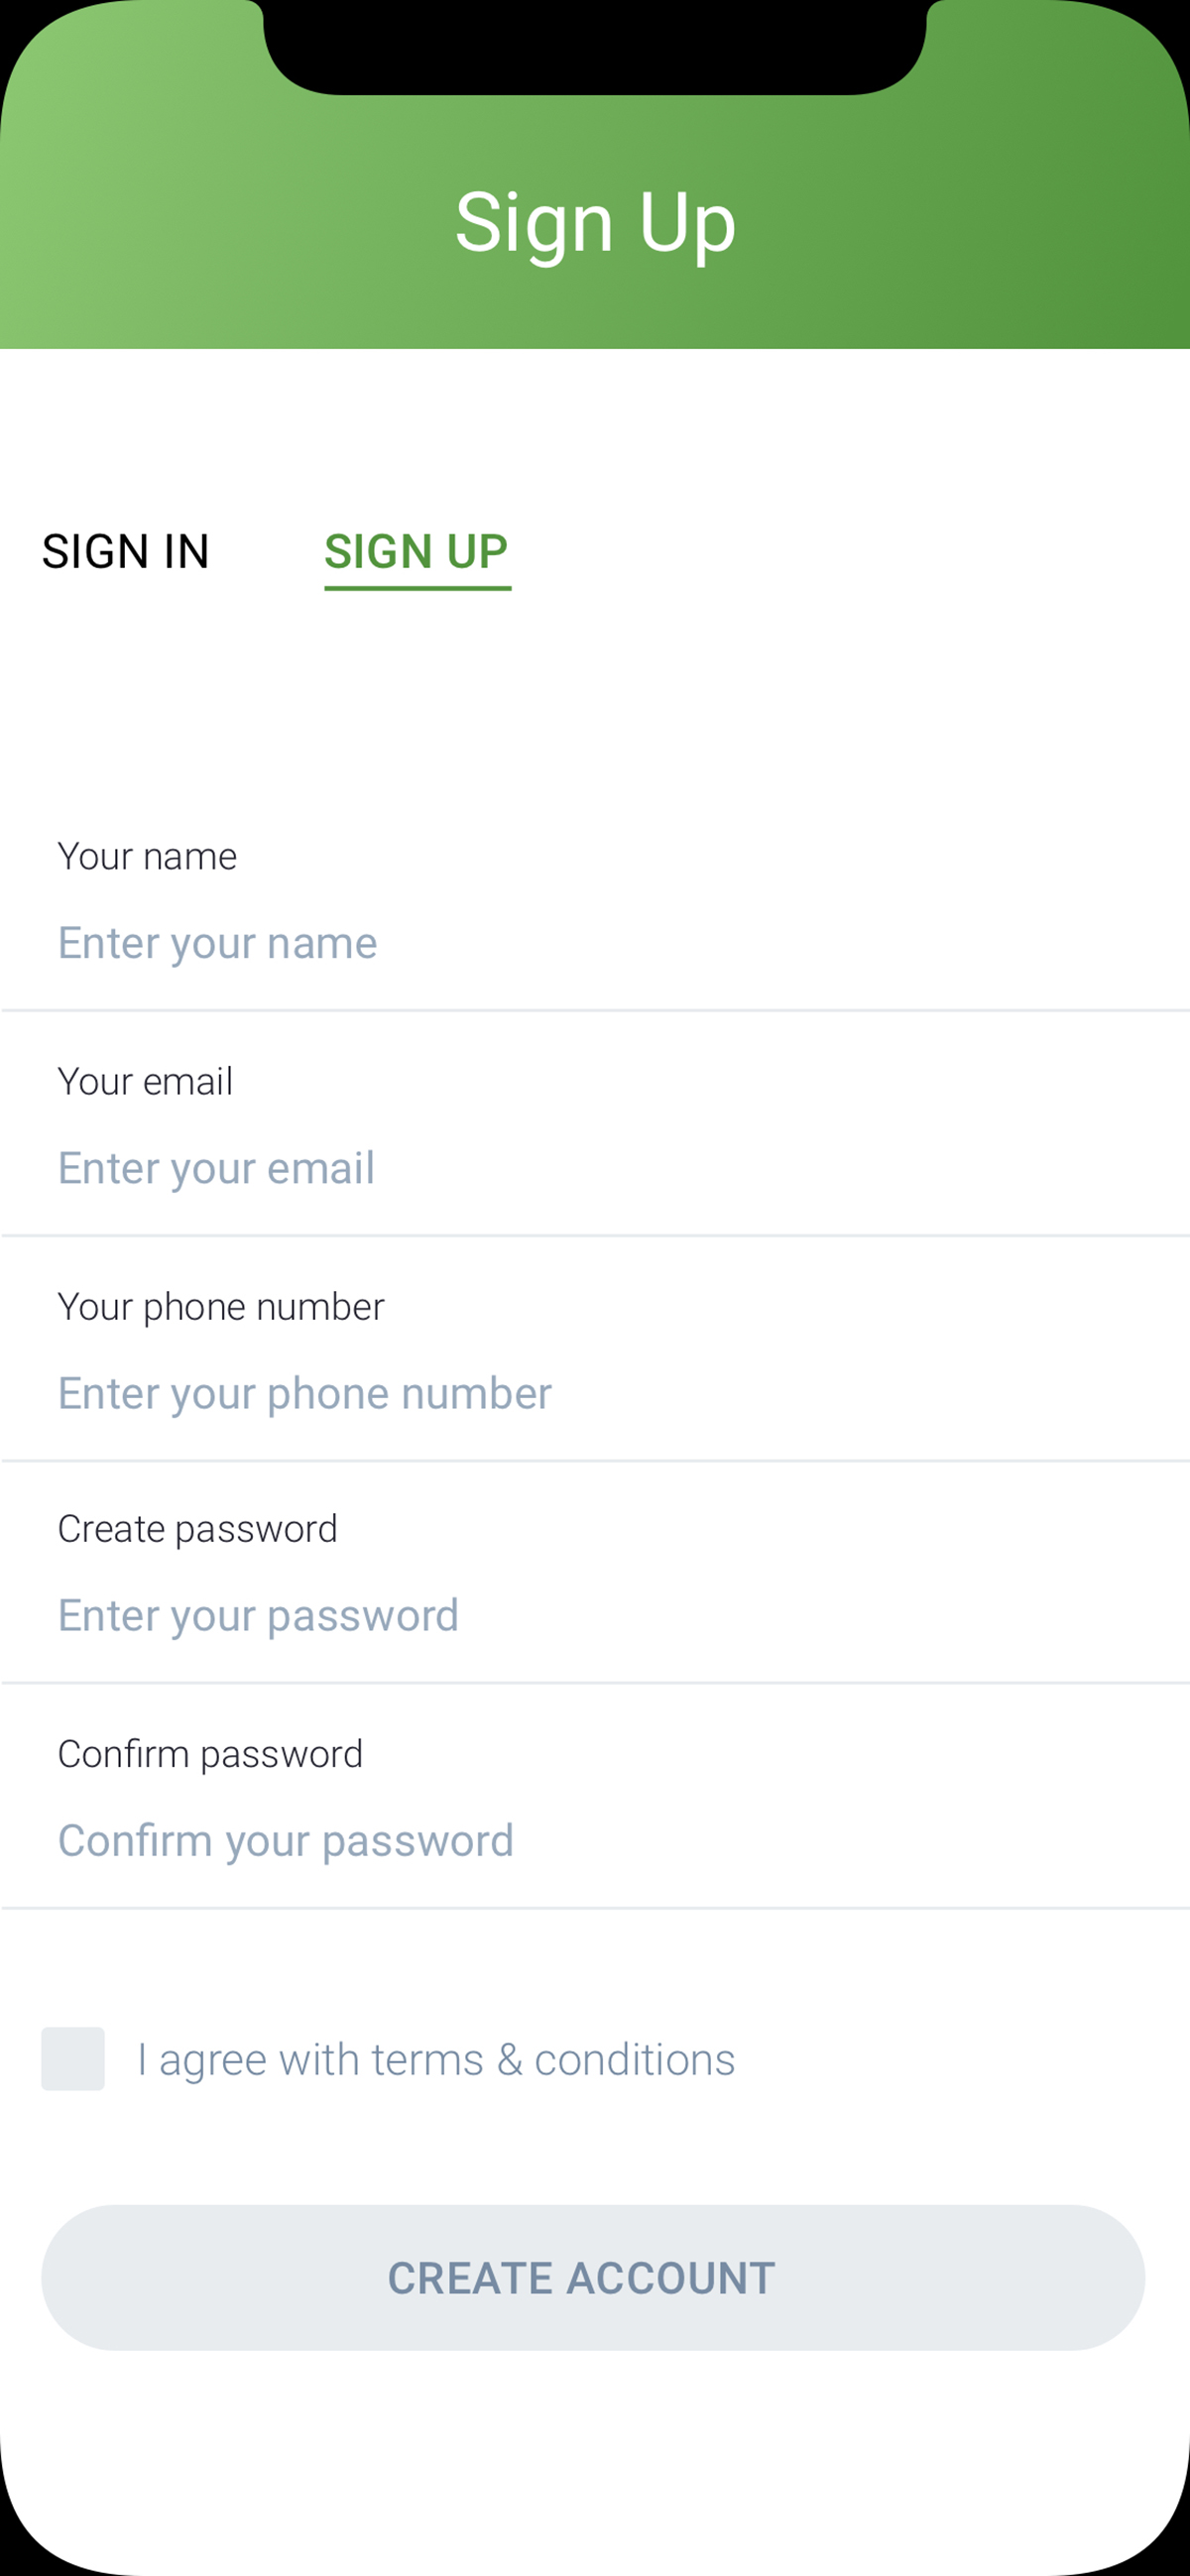 Sign Up
SIGN IN SIGN UP
Your name
Enter your name
Your email
Enter your email
Your phone number
Enter your phone number
Create password
Enter your password
Confirm password
Confirm your password
I agree with terms & conditions
CREATE ACCOUNT